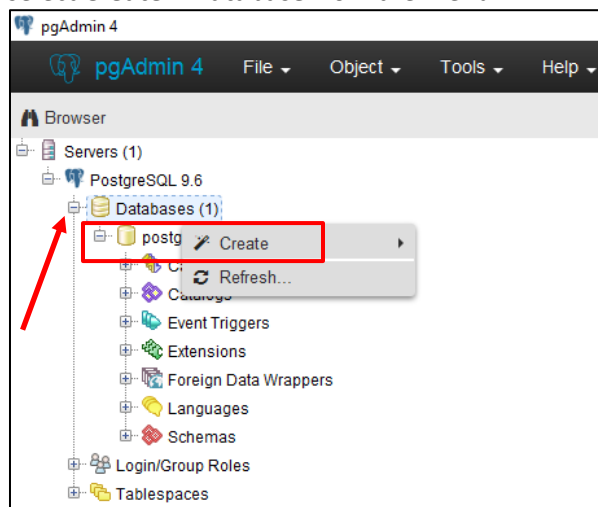 pgAdmin 4
pgAdmin 4 File Object Tools Help
Browser
Servers (1)
PostgreSQL 9.6
Databases (1)
postg
Create
Refresh...
Catalogs
Event Triggers
Extensions
Foreign Data Wrappers
Languages
Schemas
Login/Group Roles
Tablespaces